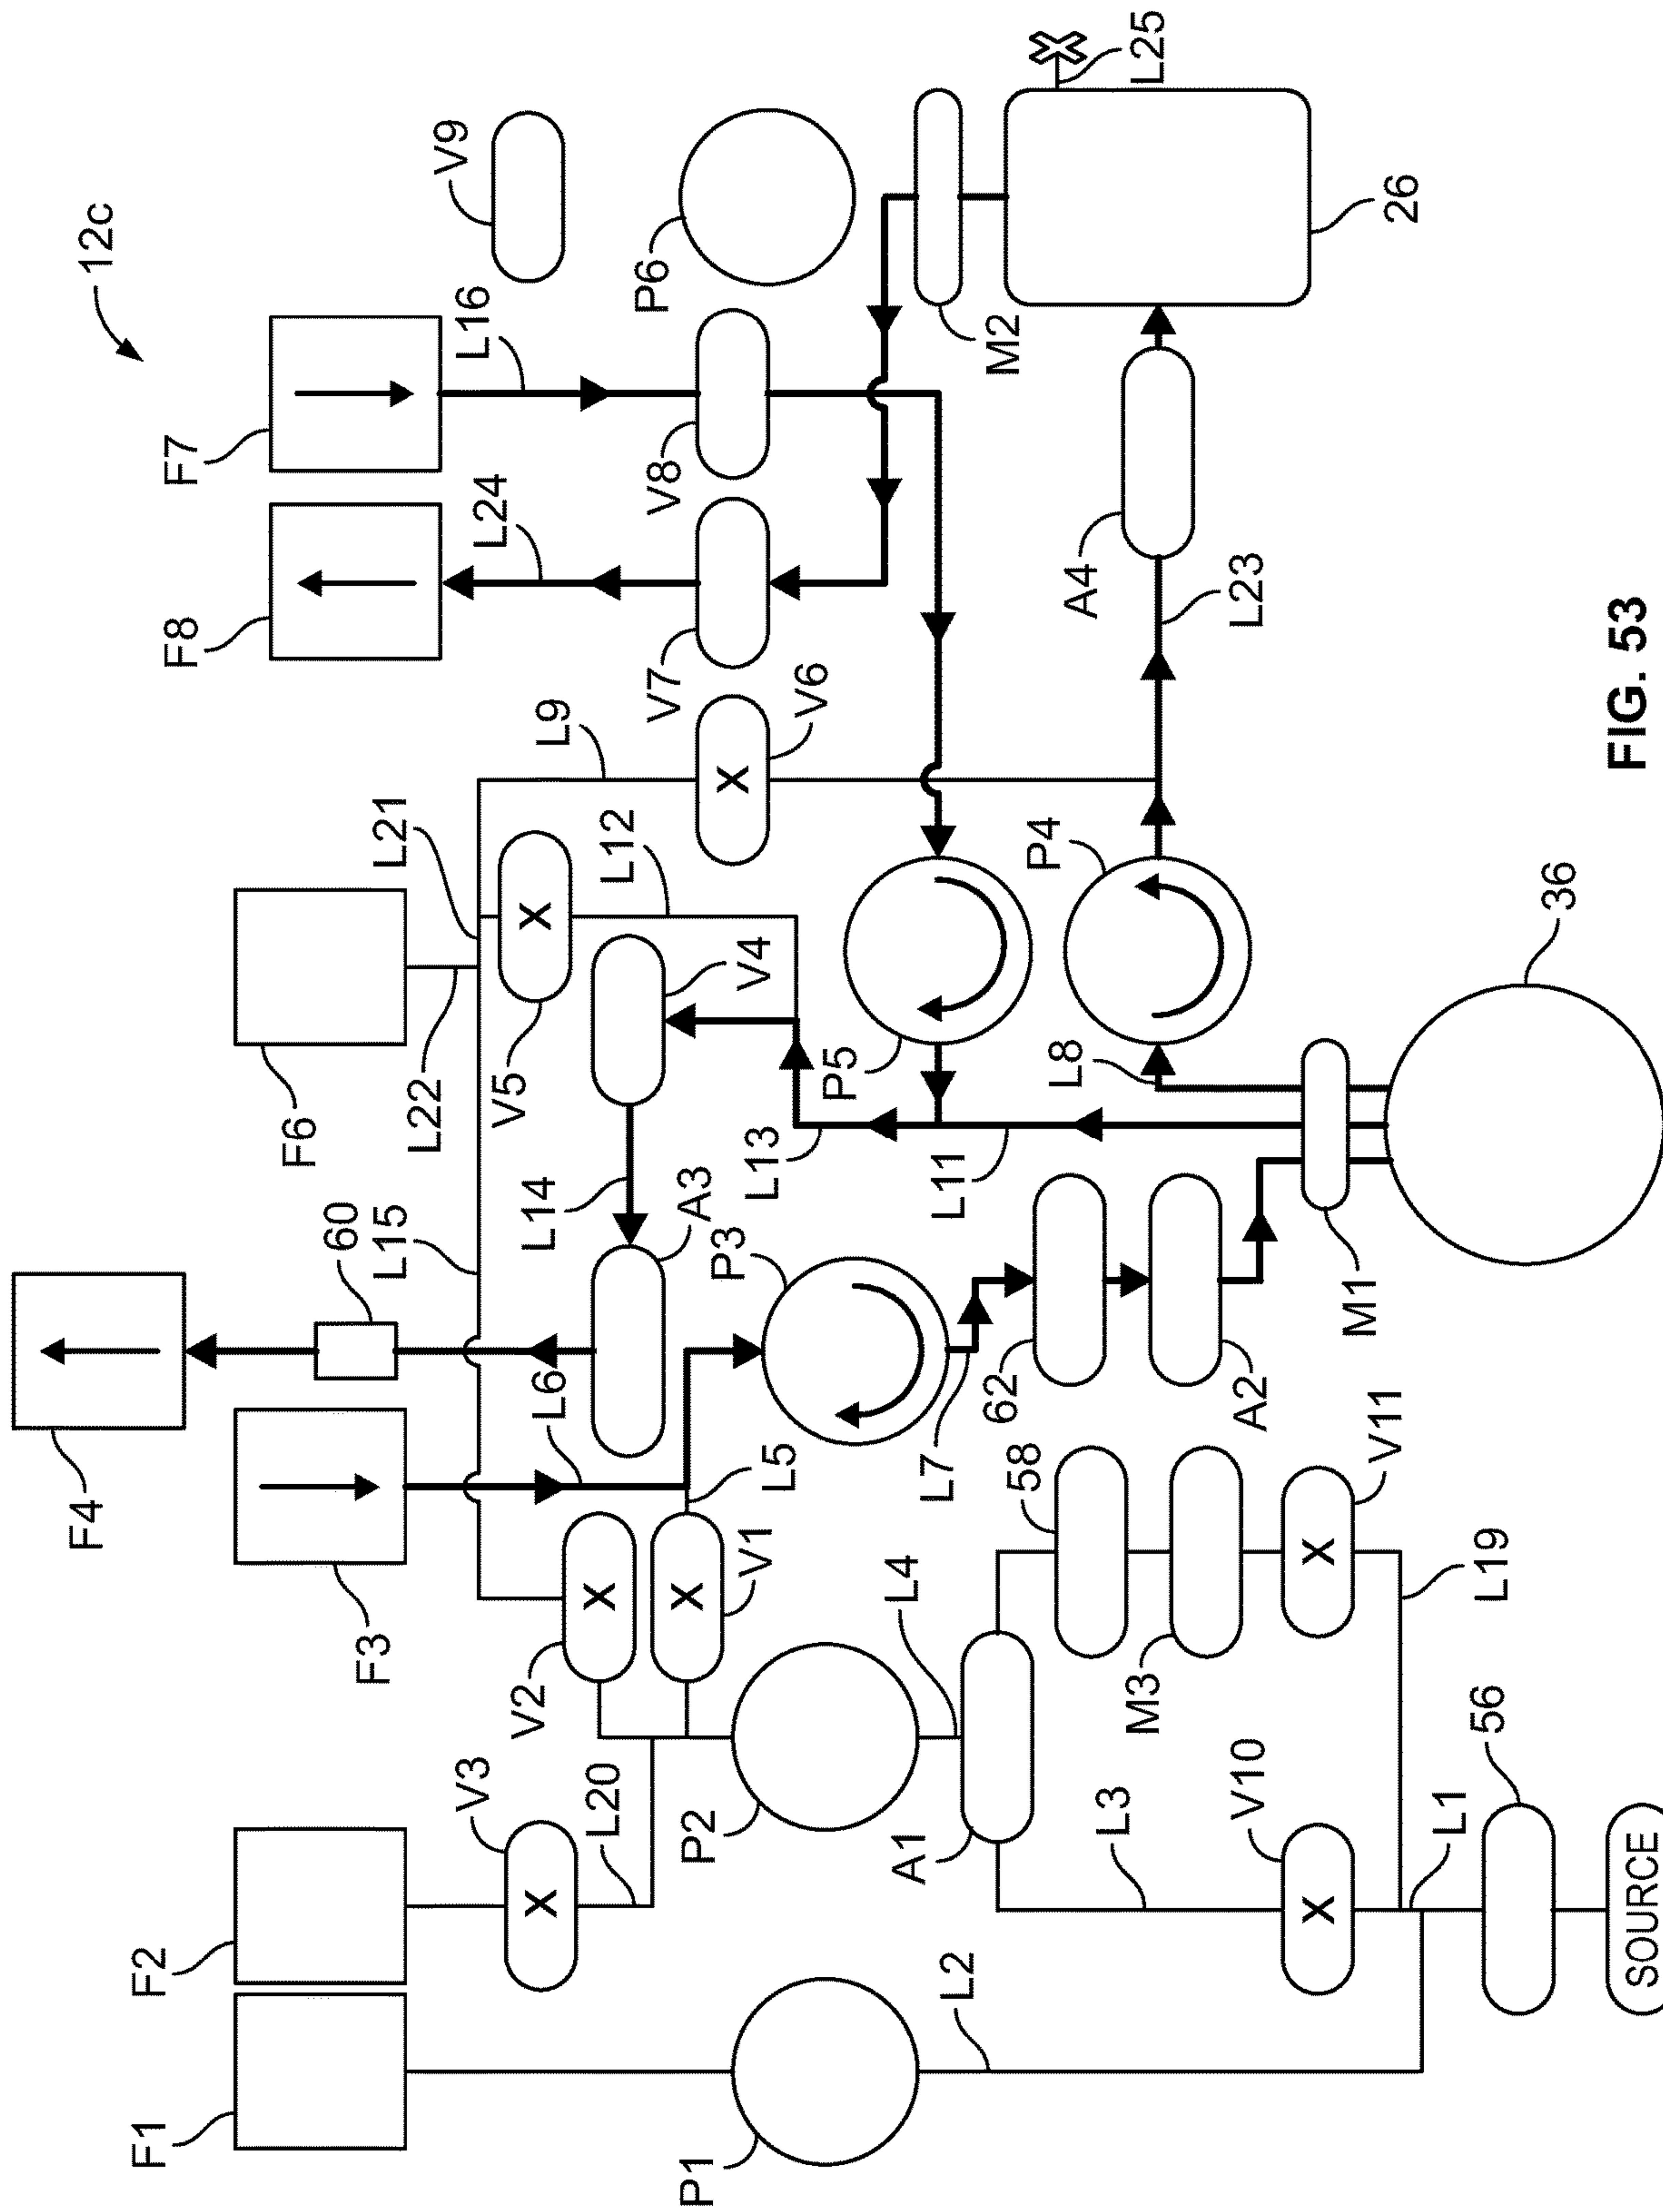 12c
F4
F7
F8
F6
F3
F2
F1
L16
V9
L24
L9
L21
L22
60
L15
V3
L20
V2
V1
L5
L6
L14
A3
V5
V4
L12
V6
V7
V8
P6
L25
M2
26
A4
L23
P4
P5
L8
L13
L11
P3
L7
62
A2
M1
36
P1
P2
L4
L2
A1
L3
58
M3
V11
V10
L19
L1
56
SOURCE
X
X
X
X
X
X
X
FIG. 53